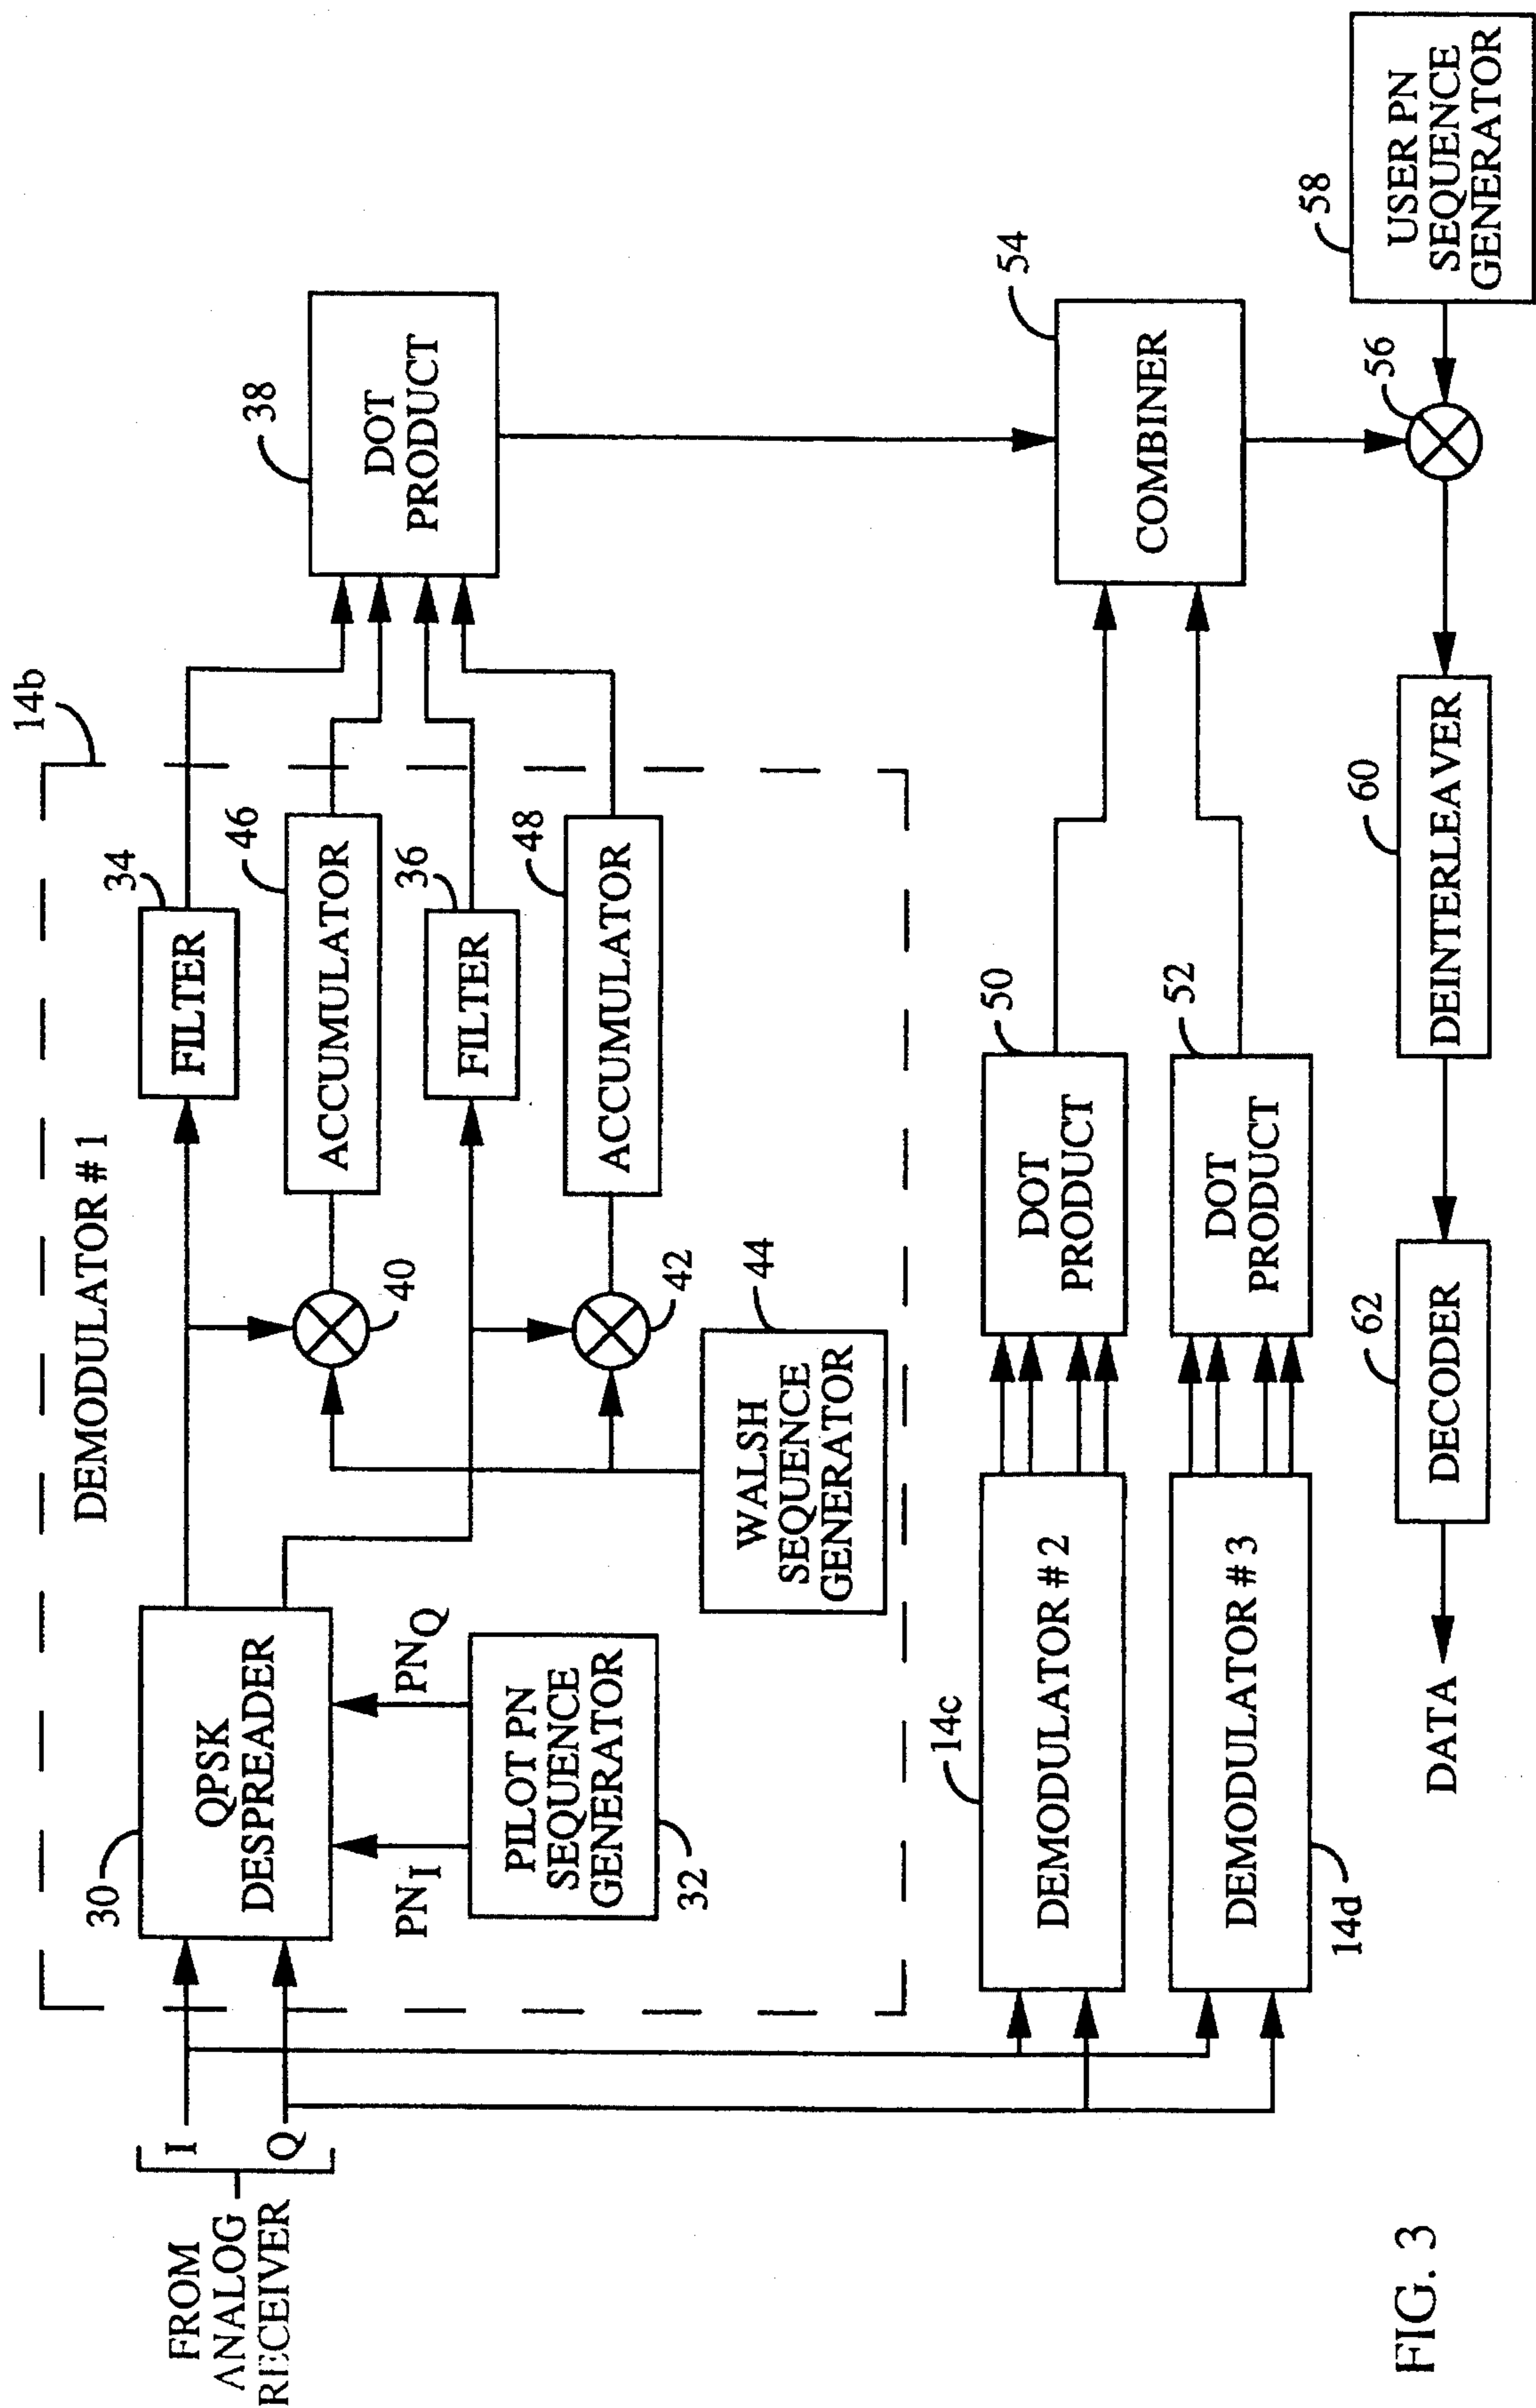 14b
DEMODULATOR # 1
FROM
ANALOG
RECEIVER
I
Q
30
QPSK
DESPREADER
PN I
PN Q
PILOT PN
SEQUENCE
GENERATOR
32
34
FILTER
40
46
ACCUMULATOR
36
FILTER
42
48
ACCUMULATOR
44
WALSH
SEQUENCE
GENERATOR
38
DOT
PRODUCT
14c
DEMODULATOR # 2
50
DOT
PRODUCT
DEMODULATOR # 3
14d
52
DOT
PRODUCT
54
COMBINER
56
58
USER PN
SEQUENCE
GENERATOR
60
DEINTERLEAVER
62
DECODER
DATA
FIG. 3